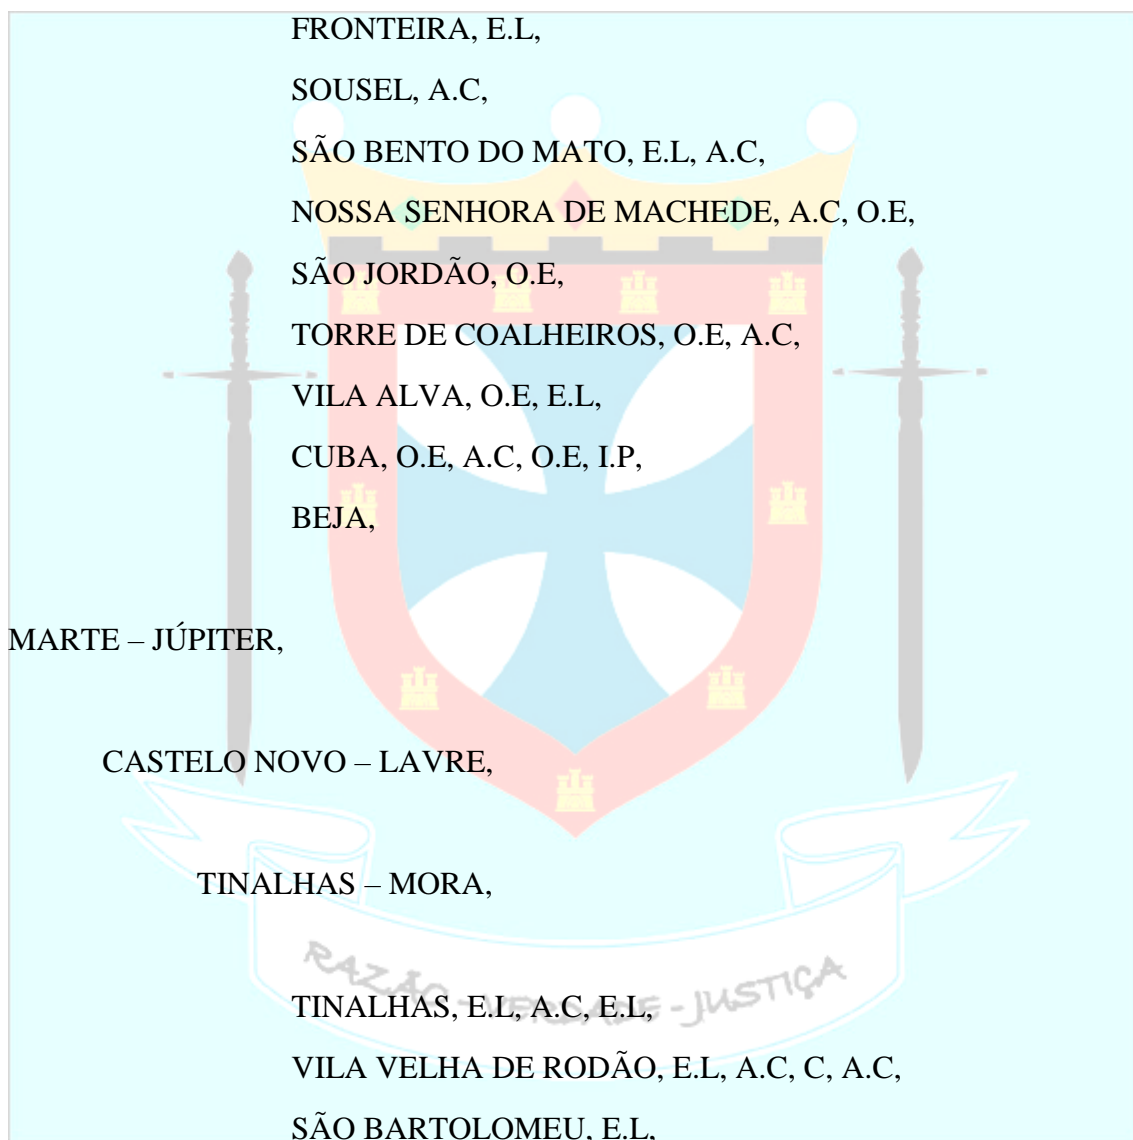 FRONTEIRA, E.L,
SOUSEL, A.C,
SÃO BENTO DO MATO, E.L, A.C,
NOSSA SENHORA DE MACHEDE, A.C, O.E,
SÃO JORDÃO, O.E,
TORRE DE COALHEIROS, O.E, A.C,
VILA ALVA, O.E, E.L,
CUBA, O.E, A.C, O.E, I.P,
BEJA,
MARTE – JÚPITER,
CASTELO NOVO – LAVRE,
TINALHAS – MORA,
RAZÃO - VERDADE - JUSTIÇA
TINALHAS, E.L, A.C, E.L,
VILA VELHA DE RODÃO, E.L, A.C, C, A.C,
SÃO BARTOLOMEU, E.L,